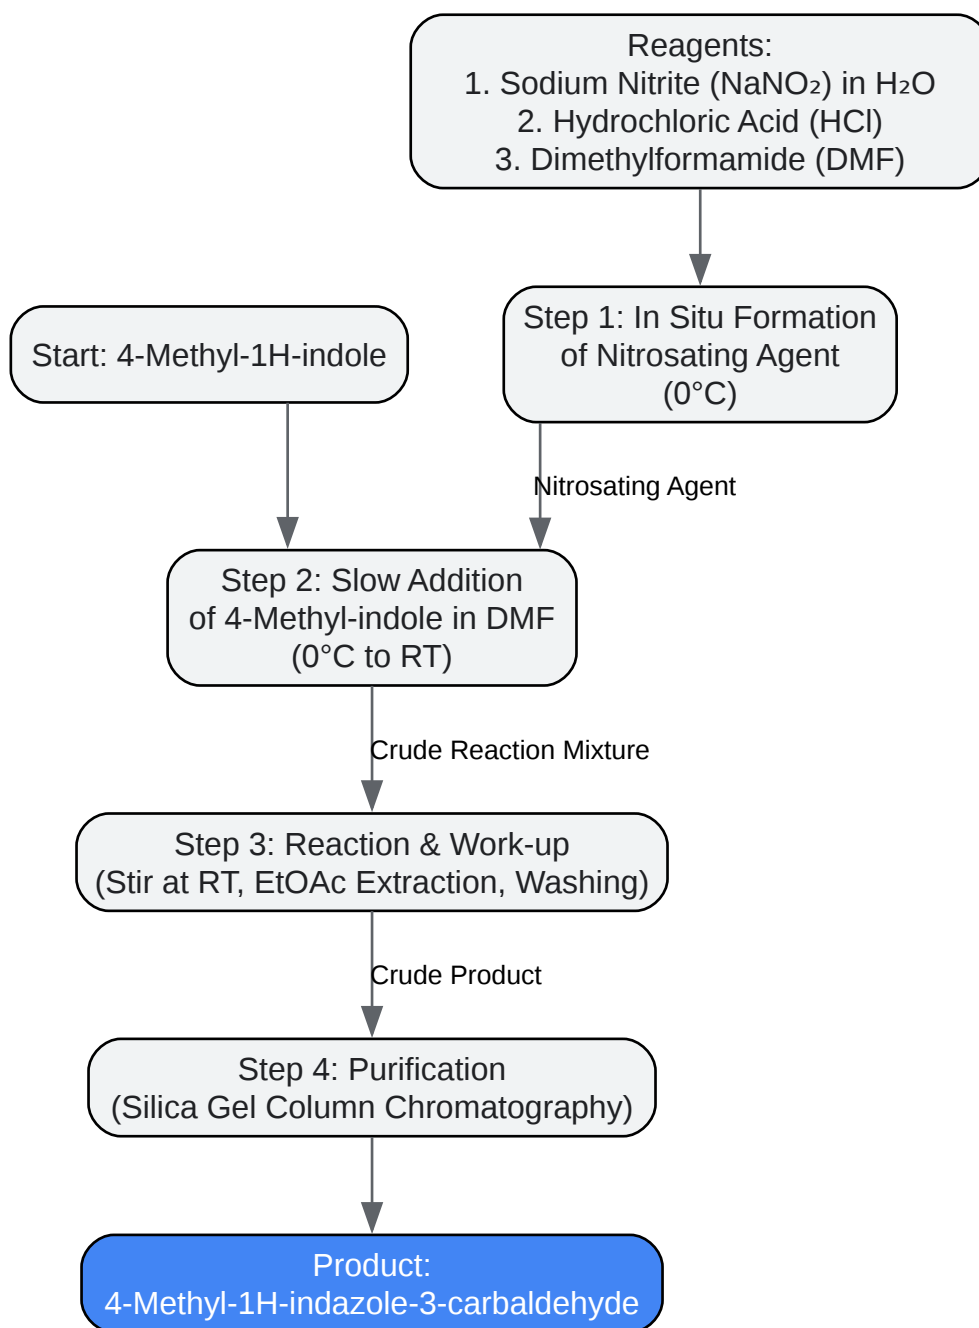 Reagents:
1. Sodium Nitrite (NaNO₂) in H₂O
2. Hydrochloric Acid (HCl)
3. Dimethylformamide (DMF)
Start: 4-Methyl-1H-indole
Step 1: In Situ Formation
of Nitrosating Agent
(0°C)
Nitrosating Agent
Step 2: Slow Addition
of 4-Methyl-indole in DMF
(0°C to RT)
Crude Reaction Mixture
Step 3: Reaction & Work-up
(Stir at RT, EtOAc Extraction, Washing)
Crude Product
Step 4: Purification
(Silica Gel Column Chromatography)
Product:
4-Methyl-1H-indazole-3-carbaldehyde